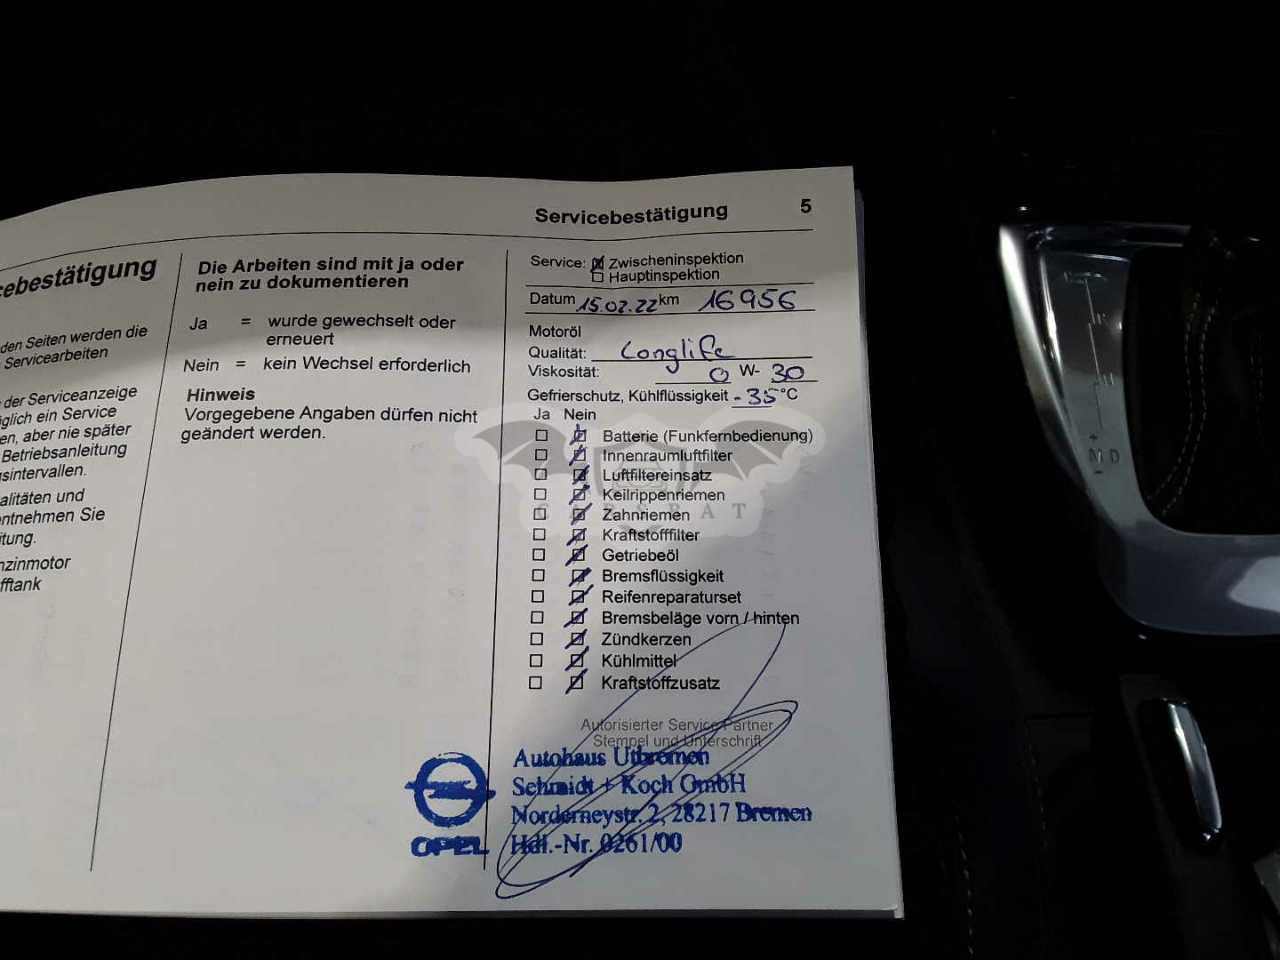 Servicebestätigung 5
cebestätigung
den Seiten werden die
Servicearbeiten
der Serviceanzeige
glich ein Service
en, aber nie später
Betriebsanleitung
gsintervallen.
alitäten und
entnehmen Sie
itung.
nzinmotor
fftank
Die Arbeiten sind mit ja oder
nein zu dokumentieren
Ja = wurde gewechselt oder
erneuert
Nein = kein Wechsel erforderlich
Hinweis
Vorgegebene Angaben dürfen nicht
geändert werden.
Service: ☒ Zwischeninspektion
☐ Hauptinspektion
Datum 15.02.22 km 16956
Motoröl
Qualität: Longlife
Viskosität: 0 W- 30
Gefrierschutz, Kühlflüssigkeit -35 °C
Ja Nein
Batterie (Funkfernbedienung)
Innenraumluftfilter
Luftfiltereinsatz
Keilrippenriemen
Zahnriemen
Kraftstofffilter
Getriebeöl
Bremsflüssigkeit
Reifenreparaturset
Bremsbeläge vorn / hinten
Zündkerzen
Kühlmittel
Kraftstoffzusatz
CARSBAT
Autorisierter Service Partner
Stempel und Unterschrift
Autohaus Utbremen
Schmidt + Koch GmbH
Norderneystr. 2, 28217 Bremen
Hdl.-Nr. 0261/00
OPEL
+
M D
-